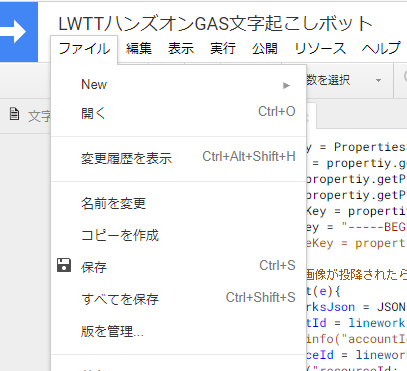 LWTTハンズオンGAS文字起こしボット
ファイル 編集 表示 実行 公開 リソース ヘルプ
New
数を選択
開く Ctrl+O
文字
変更履歴を表示 Ctrl+Alt+Shift+H
名前を変更
コピーを作成
保存 Ctrl+S
すべてを保存 Ctrl+Shift+S
版を管理...
y = Properties
= propertiy.g
propertiy.getP
propertiy.getP
Key = properti
ey = "-----BEG
eKey = propert
画像が投降されたら
t(e){
rksJson = JSON
tId = linework
info("accountId
ceId = linewor
("resourceId: